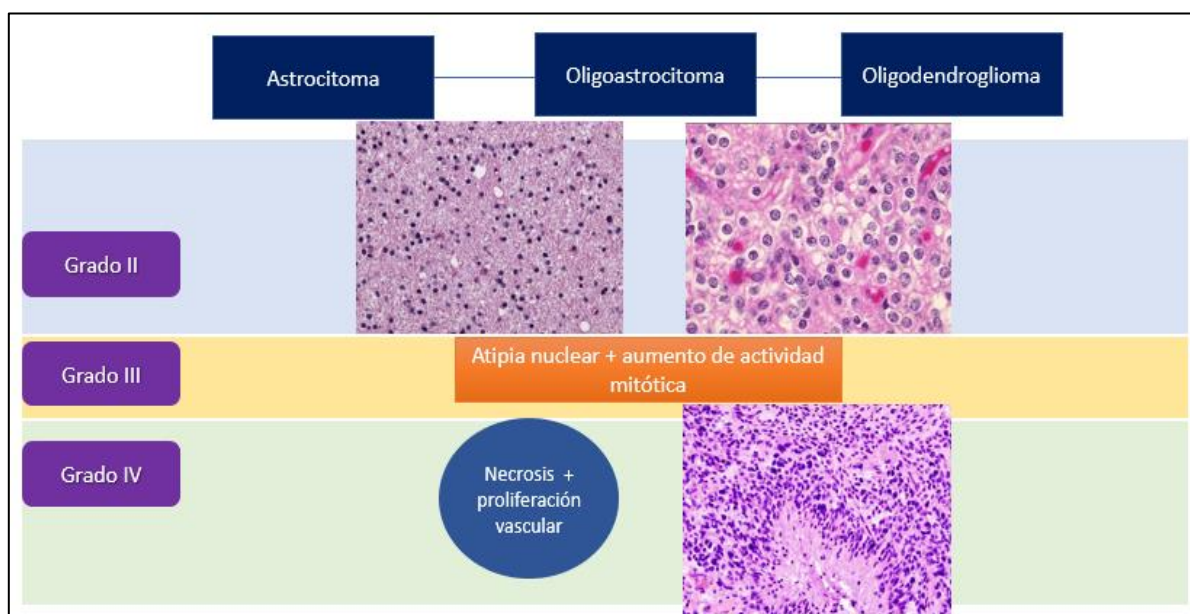 Astrocitoma
Oligoastrocitoma
Oligodendroglioma
Grado II
Grado III
Atipia nuclear + aumento de actividad
mitótica
Grado IV
Necrosis +
proliferación
vascular